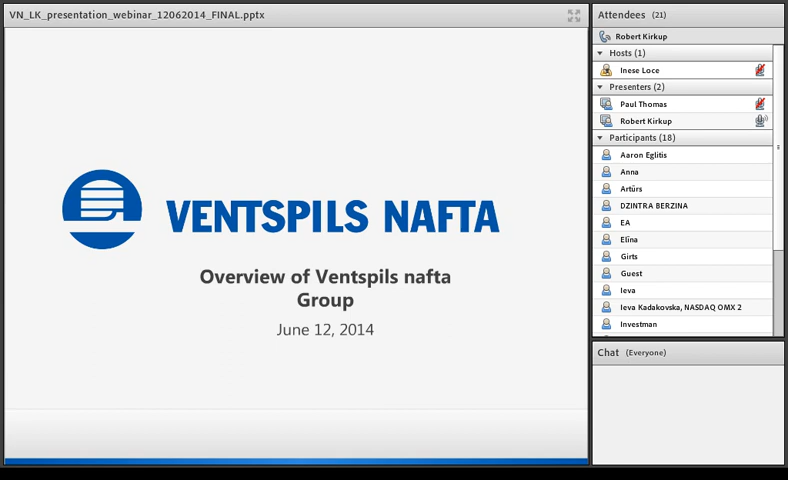 VN_LK_presentation_webinar_12062014_FINAL.pptx
VENTSPILS NAFTA
Overview of Ventspils nafta
Group
June 12, 2014
Attendees (21)
Robert Kirkup
Hosts (1)
Inese Loce
Presenters (2)
Paul Thomas
Robert Kirkup
Participants (18)
Aaron Eglitis
Anna
Artūrs
DZINTRA BERZINA
EA
Elīna
Girts
Guest
Ieva
Ieva Kadakovska, NASDAQ OMX 2
Investman
Chat (Everyone)